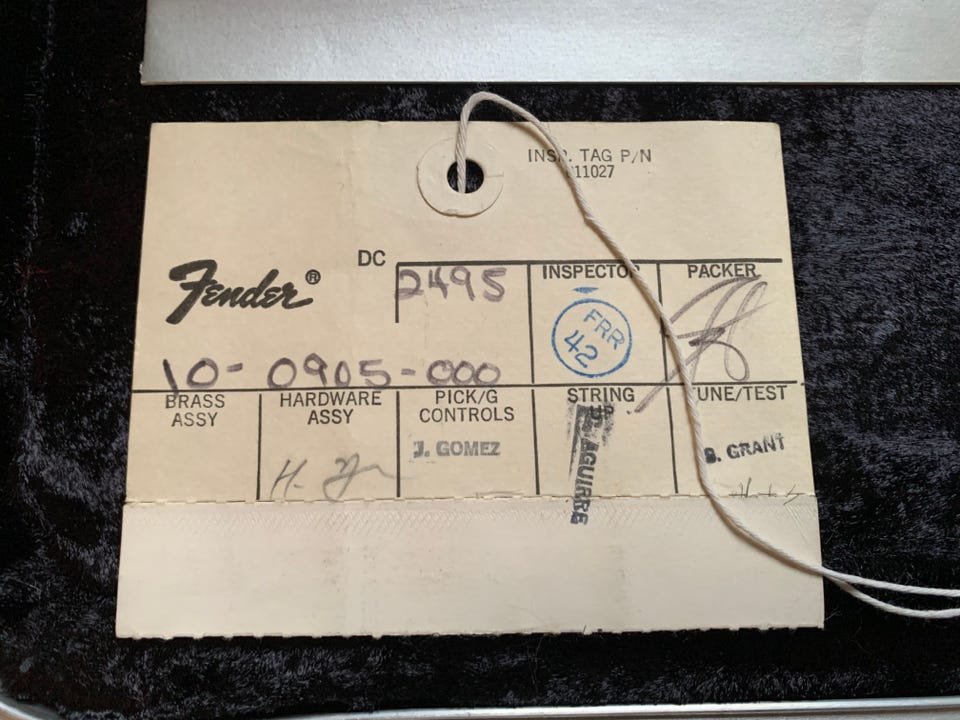 INSP. TAG P/N
011027
Fender®
DC
2495
INSPECTOR
FRR
42
PACKER
10-0905-000
BRASS
ASSY
HARDWARE
ASSY
PICK/G
CONTROLS
STRING
UP
TUNE/TEST
H.
J. GOMEZ
AGUIRRE
B. GRANT